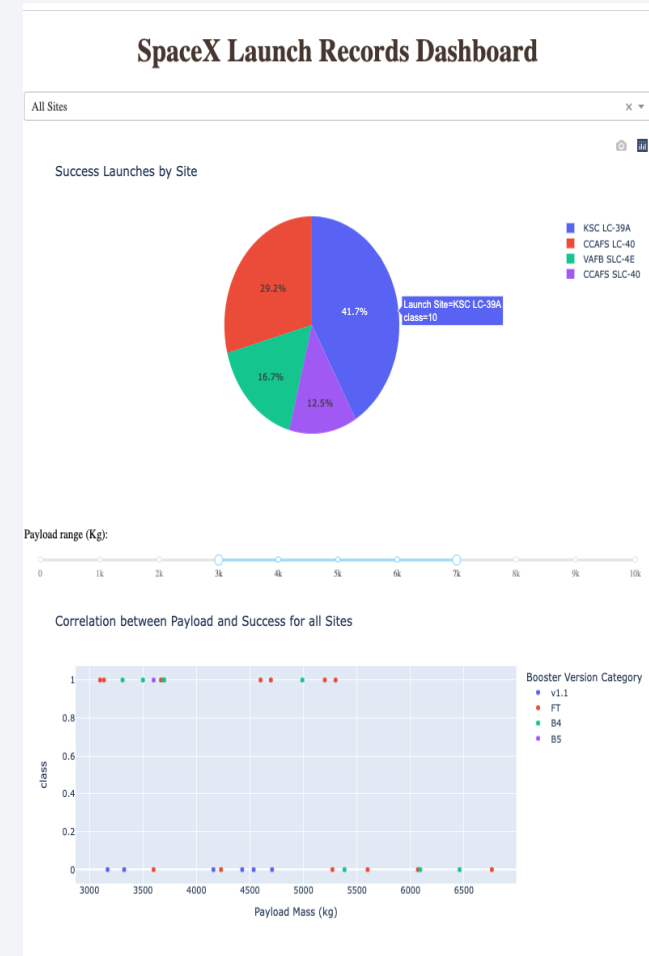 SpaceX Launch Records Dashboard
All Sites
Success Launches by Site
KSC LC-39A
CCAFS LC-40
VAFB SLC-4E
CCAFS SLC-40
29.2%
41.7%
Launch Site=KSC LC-39A
class=10
16.7%
12.5%
Payload range (Kg):
0 1k 2k 3k 4k 5k 6k 7k 8k 9k 10k
Correlation between Payload and Success for all Sites
Booster Version Category
v1.1
FT
B4
B5
1
0.8
0.6
0.4
0.2
0
class
3000 3500 4000 4500 5000 5500 6000 6500
Payload Mass (kg)